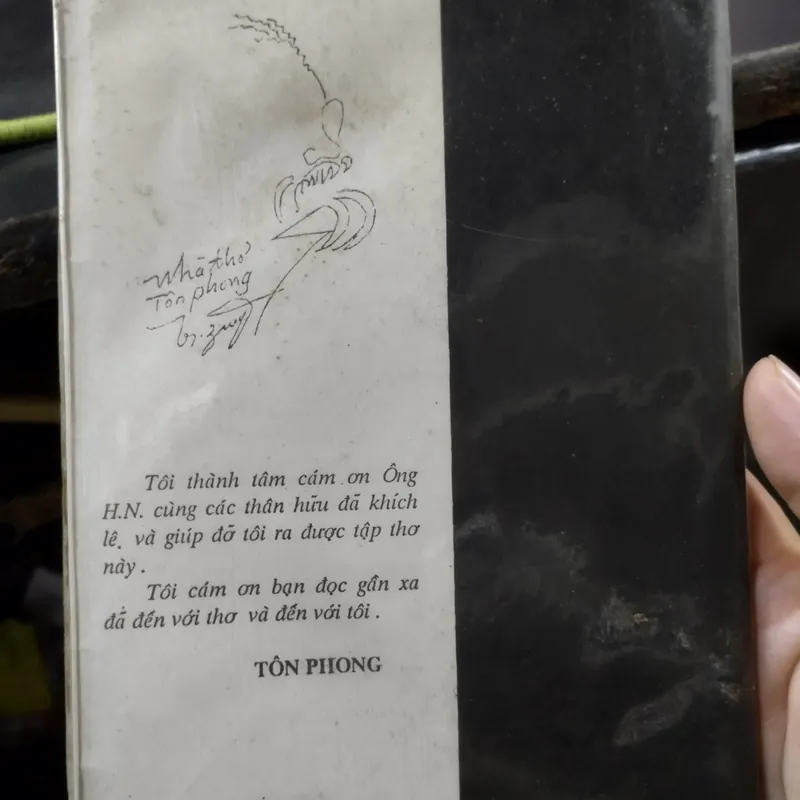 Nhà thơ
Tôn phong
Tôi thành tâm cám ơn Ông
H.N. cùng các thân hữu đã khích
lệ, và giúp đỡ tôi ra được tập thơ
này.
Tôi cám ơn bạn đọc gần xa
đã đến với thơ và đến với tôi.
TÔN PHONG